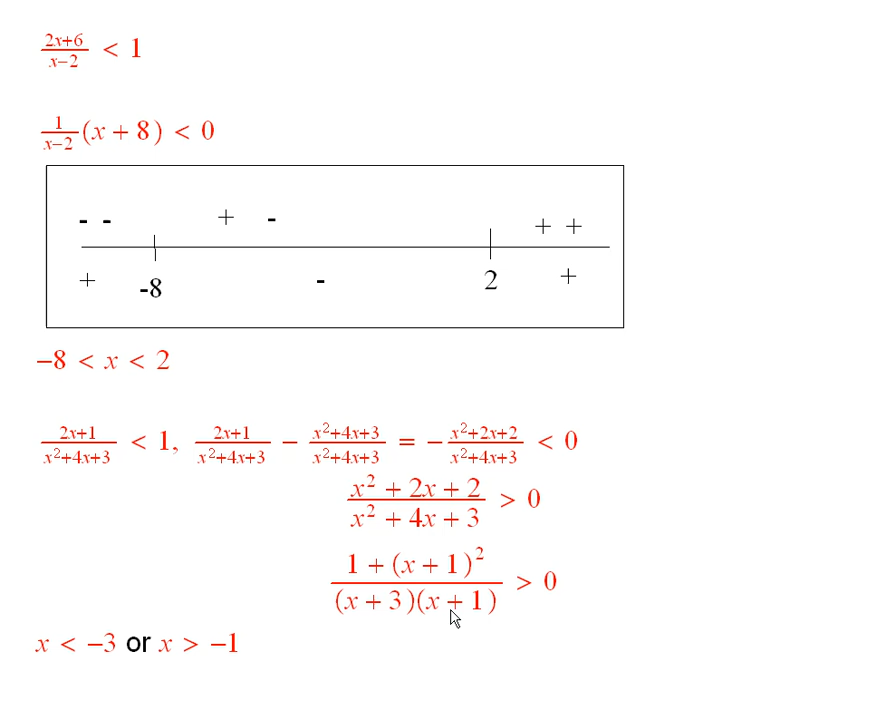 2x+6/x−2 < 1
1/x−2 (x + 8) < 0
- - + - + +
+ -8 - 2 +
−8 < x < 2
2x+1/x²+4x+3 < 1, 2x+1/x²+4x+3 − x²+4x+3/x²+4x+3 = − x²+2x+2/x²+4x+3 < 0
x² + 2x + 2/x² + 4x + 3 > 0
1 + (x + 1)²/(x + 3)(x + 1) > 0
x < −3 or x > −1